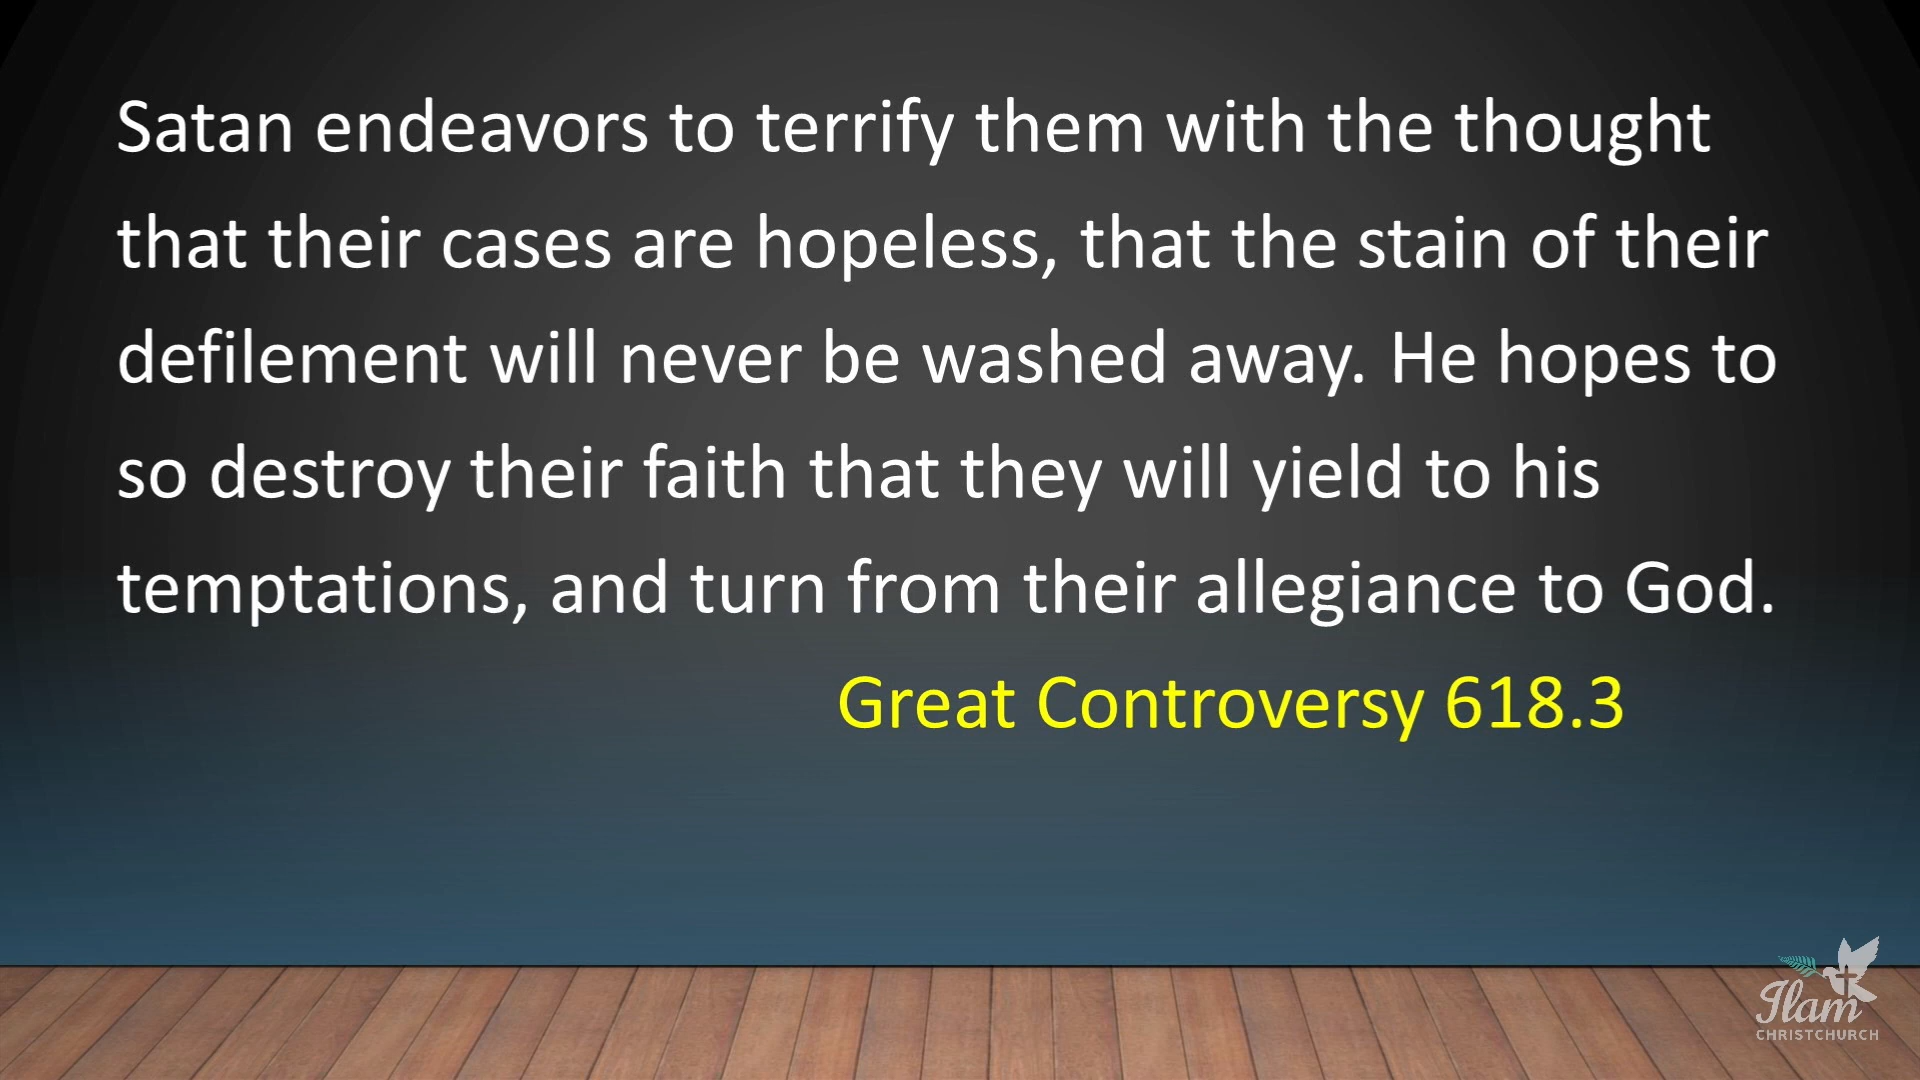 Satan endeavors to terrify them with the thought
that their cases are hopeless, that the stain of their
defilement will never be washed away. He hopes to
so destroy their faith that they will yield to his
temptations, and turn from their allegiance to God.
Great Controversy 618.3
Ilam
CHRISTCHURCH